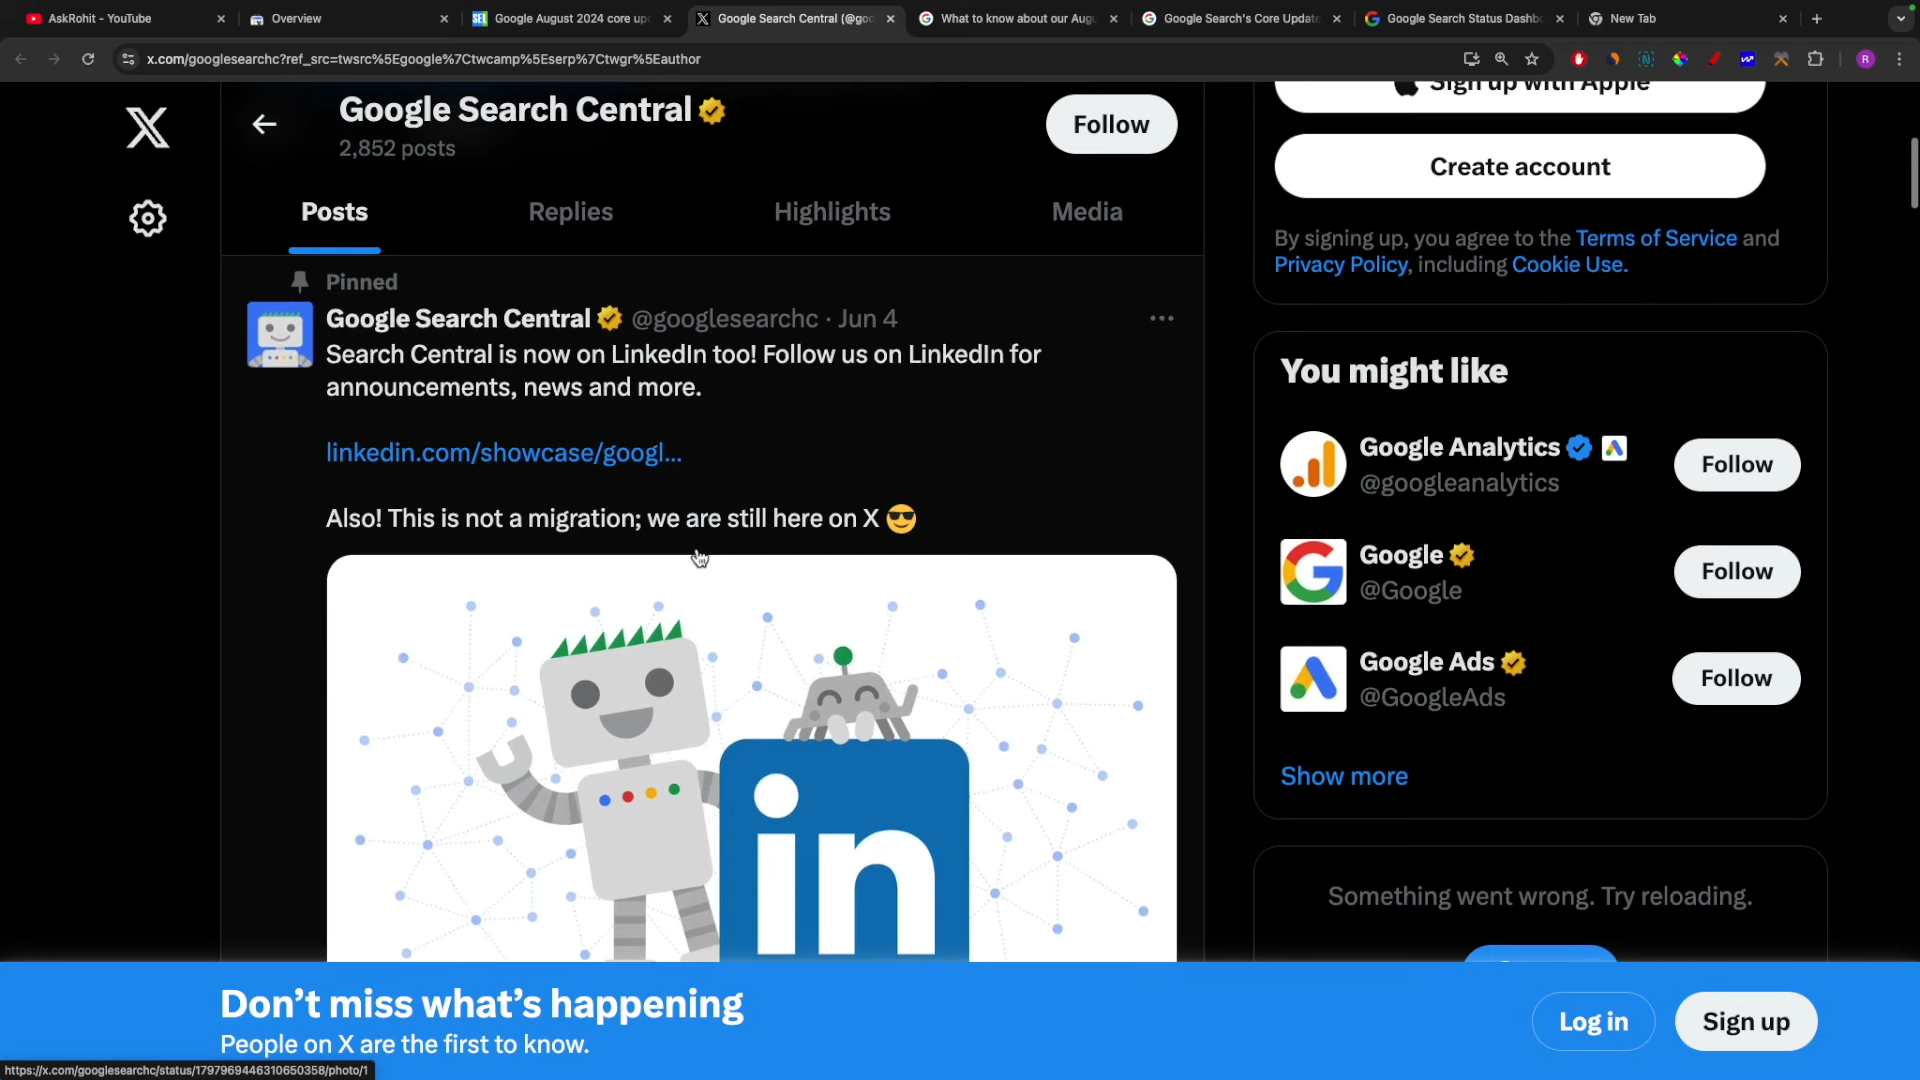 AskRohit - YouTube
Overview
Google August 2024 core up
Google Search Central (@goo
What to know about our Augu
Google Search's Core Update
Google Search Status Dashb
New Tab
x.com/googlesearchc?ref_src=twsrc%5Egoogle%7Ctwcamp%5Eserp%7Ctwgr%5Eauthor
R
Google Search Central
2,852 posts
Follow
Posts
Replies
Highlights
Media
Pinned
Google Search Central @googlesearchc · Jun 4
Search Central is now on LinkedIn too! Follow us on LinkedIn for
announcements, news and more.
linkedin.com/showcase/googl...
Also! This is not a migration; we are still here on X 😎
in
Sign up with Apple
Create account
By signing up, you agree to the Terms of Service and
Privacy Policy, including Cookie Use.
You might like
Google Analytics
@googleanalytics
Follow
Google
@Google
Follow
Google Ads
@GoogleAds
Follow
Show more
Something went wrong. Try reloading.
Don't miss what's happening
People on X are the first to know.
Log in
Sign up
https://x.com/googlesearchc/status/1797969446310650358/photo/1